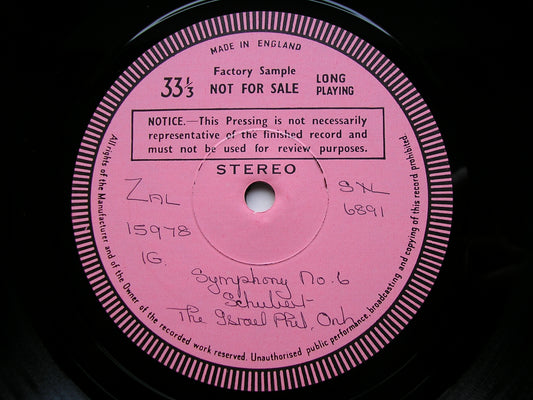 MADE IN ENGLAND
Factory Sample
33⅓ NOT FOR SALE LONG PLAYING
NOTICE.—This Pressing is not necessarily
representative of the finished record and
must not be used for review purposes.
STEREO
ZAL
15978
1G.
SXL
6891
Symphony No. 6
Schubert
The Israel Phil. Orch
All rights of the Manufacturer and of the Owner of the recorded work reserved. Unauthorised public performance, broadcasting and copying of this record prohibited.